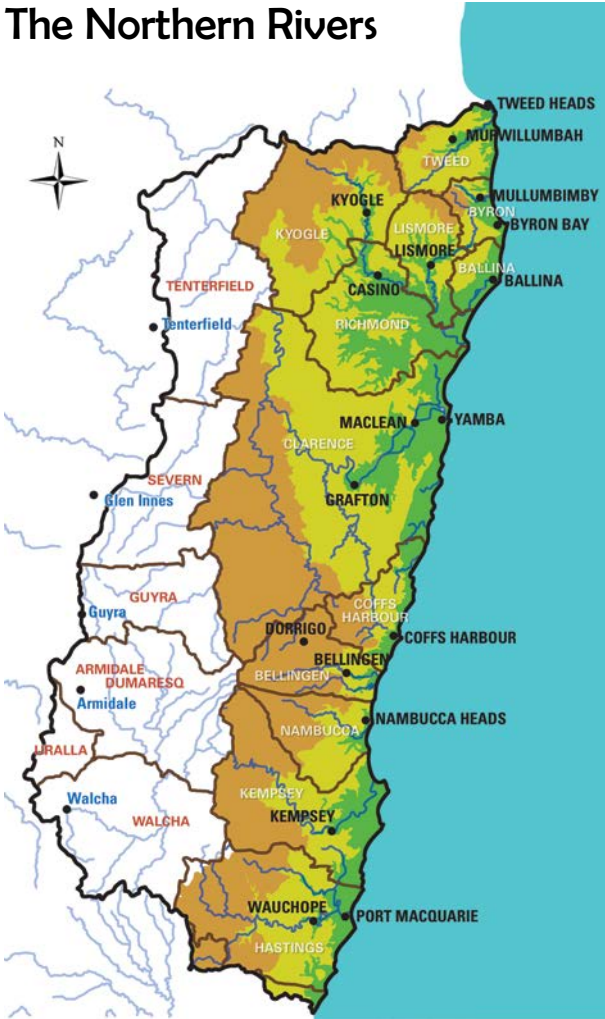 The Northern Rivers
N
TWEED HEADS
MURWILLUMBAH
TWEED
MULLUMBIMBY
BYRON
KYOGLE
BYRON BAY
LISMORE
KYOGLE
LISMORE
BALLINA
BALLINA
CASINO
TENTERFIELD
RICHMOND
Tenterfield
MACLEAN
YAMBA
CLARENCE
SEVERN
Glen Innes
GRAFTON
GUYRA
COFFS
HARBOUR
Guyra
DORRIGO
COFFS HARBOUR
BELLINGEN
ARMIDALE
DUMARESQ
BELLINGEN
Armidale
NAMBUCCA HEADS
NAMBUCCA
URALLA
Walcha
KEMPSEY
KEMPSEY
WALCHA
WAUCHOPE
PORT MACQUARIE
HASTINGS